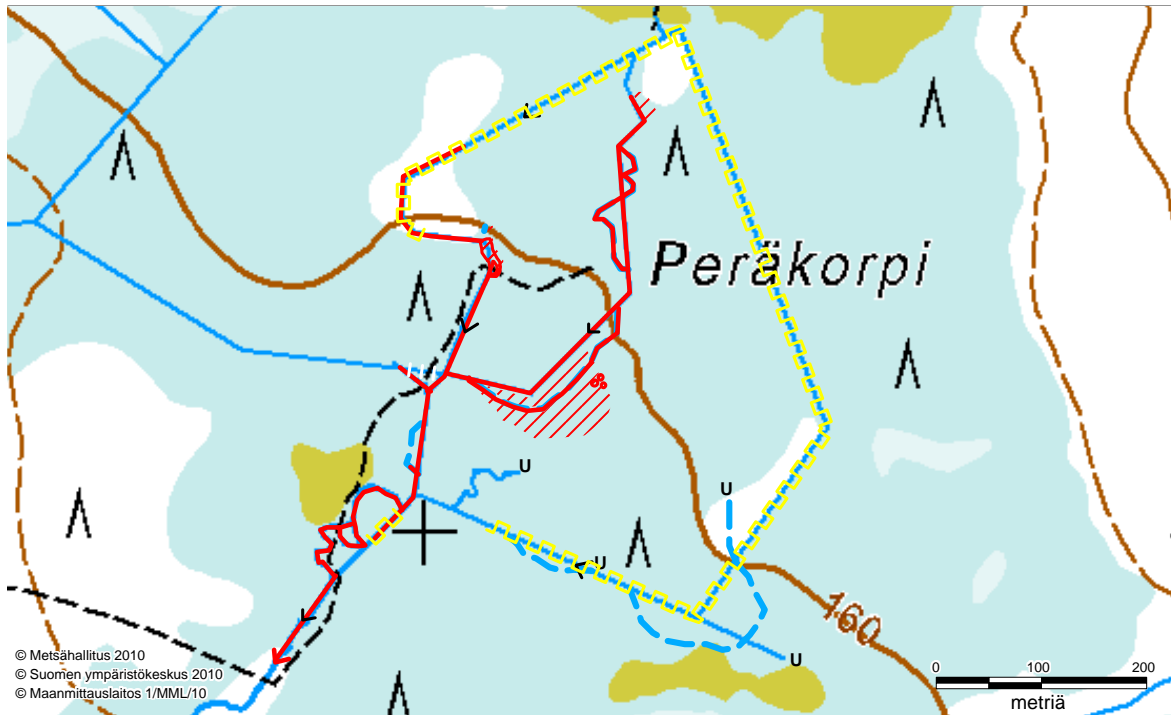 Peräkorpi
U
U
U
U
160
© Metsähallitus 2010
© Suomen ympäristökeskus 2010
© Maanmittauslaitos 1/MML/10
0 100 200
metriä